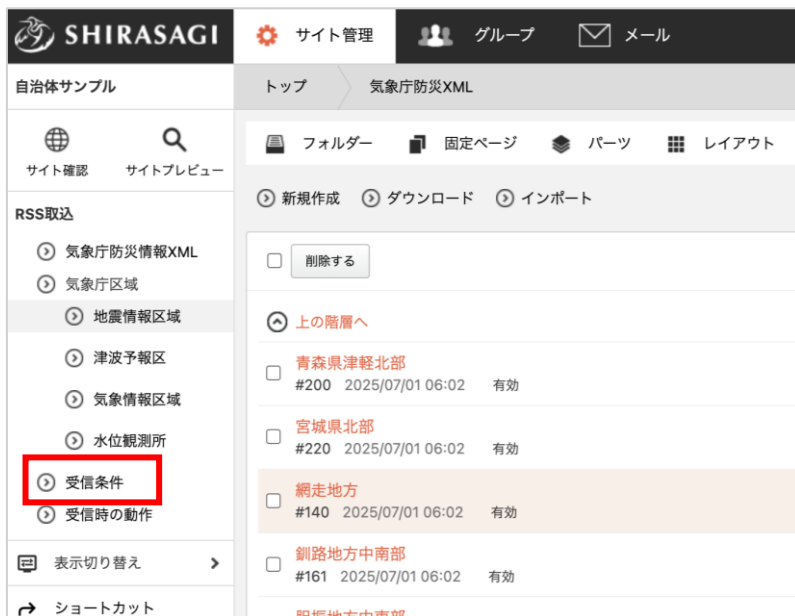 SHIRASAGI サイト管理 グループ メール
自治体サンプル
トップ 気象庁防災XML
サイト確認 サイトプレビュー
フォルダー 固定ページ パーツ レイアウト
新規作成 ダウンロード インポート
RSS取込
気象庁防災情報XML
気象庁区域
地震情報区域
津波予報区
気象情報区域
水位観測所
受信条件
受信時の動作
表示切り替え
ショートカット
削除する
上の階層へ
青森県津軽北部
#200 2025/07/01 06:02 有効
宮城県北部
#220 2025/07/01 06:02 有効
網走地方
#140 2025/07/01 06:02 有効
釧路地方中南部
#161 2025/07/01 06:02 有効